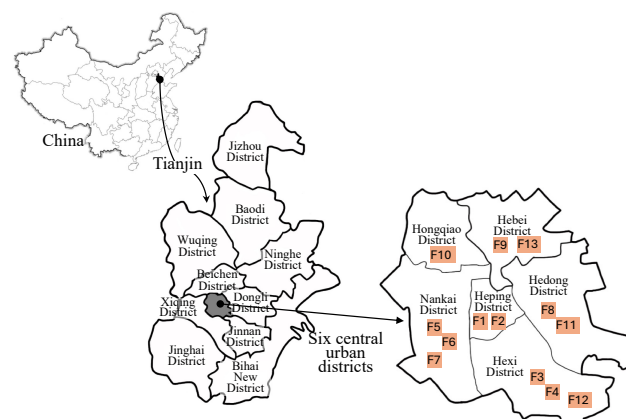 China
Tianjin
Jizhou
District
Baodi
District
Wuqing
District
Ninghe
District
Beichen
District
Xiqing
District
Dongli
District
Jinnan
District
Jinghai
District
Bihai
New District
Six central
urban
districts
Hongqiao
District
F10
Hebei
District
F9 F13
Hedong
District
F8
F11
Nankai
District
F5
F6
F7
Heping
District
F1 F2
Hexi
District
F3
F4
F12